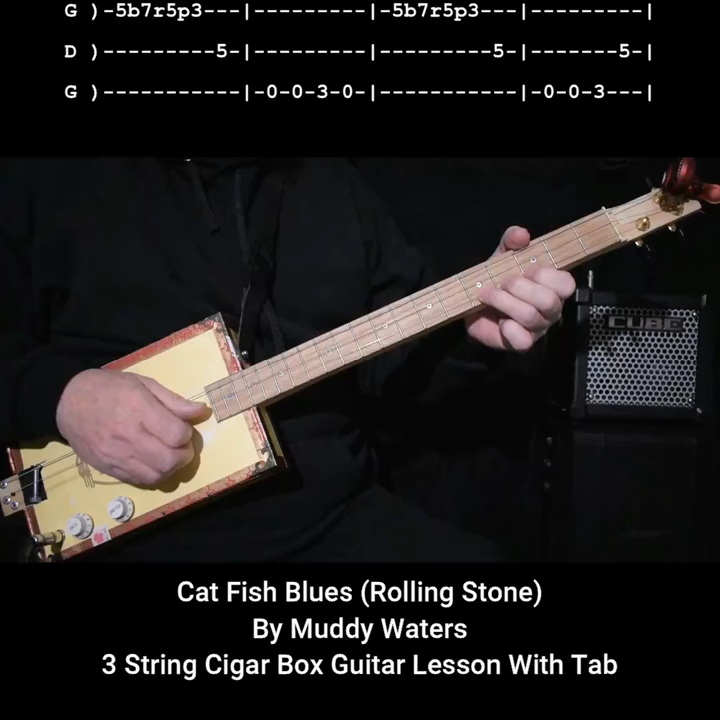 G )-5b7r5p3---|---------|-5b7r5p3---|---------|
D )---------5-|---------|---------5-|-------5-|
G )-----------|-0-0-3-0-|-----------|-0-0-3---|
CUBE
Cat Fish Blues (Rolling Stone)
By Muddy Waters
3 String Cigar Box Guitar Lesson With Tab